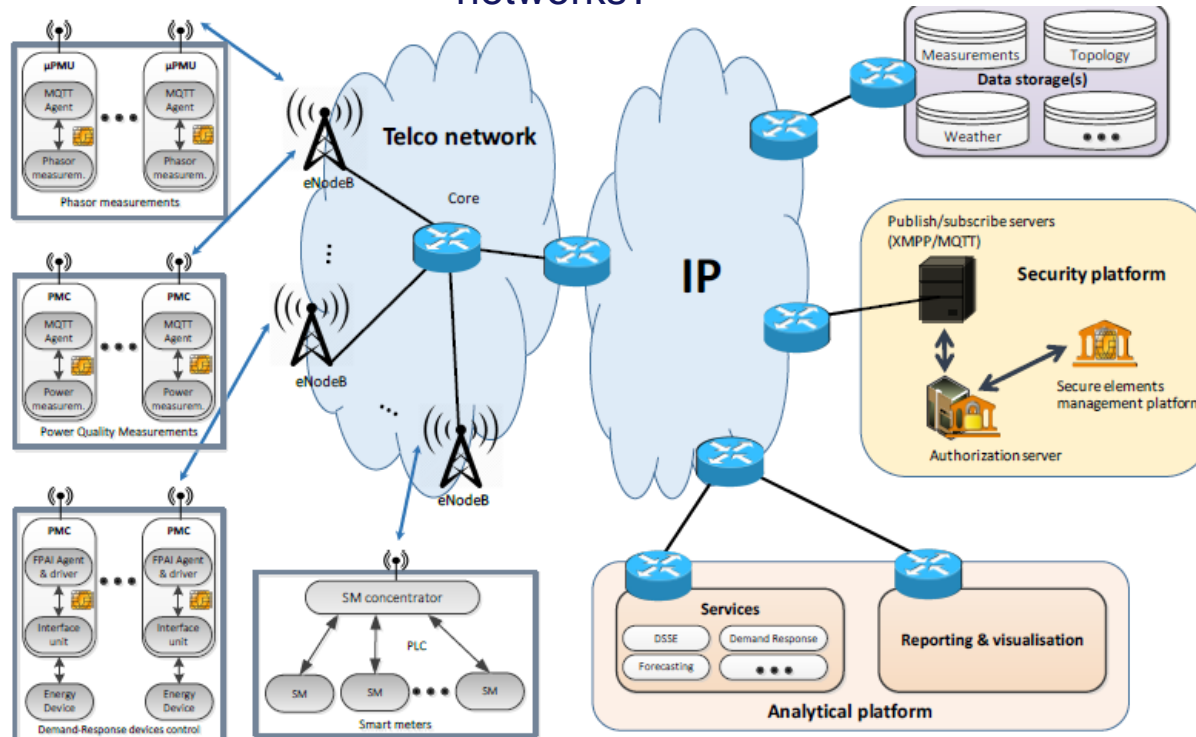 networks?
µPMU
MQTT
Agent
Phasor
measurem.
µPMU
MQTT
Agent
Phasor
measurem.
Phasor measurements
PMC
MQTT
Agent
Power
measurem.
PMC
MQTT
Agent
Power
measurem.
Power Quality Measurements
PMC
FPAI Agent
& driver
Interface
unit
Energy
Device
PMC
FPAI Agent
& driver
Interface
unit
Energy
Device
Demand-Response devices control
Telco network
eNodeB
Core
eNodeB
eNodeB
SM concentrator
PLC
SM
SM
SM
Smart meters
IP
Measurements
Topology
Data storage(s)
Weather
Publish/subscribe servers
(XMPP/MQTT)
Security platform
Secure elements
management platform
Authorization server
Services
DSSE
Demand Response
Forecasting
Reporting & visualisation
Analytical platform